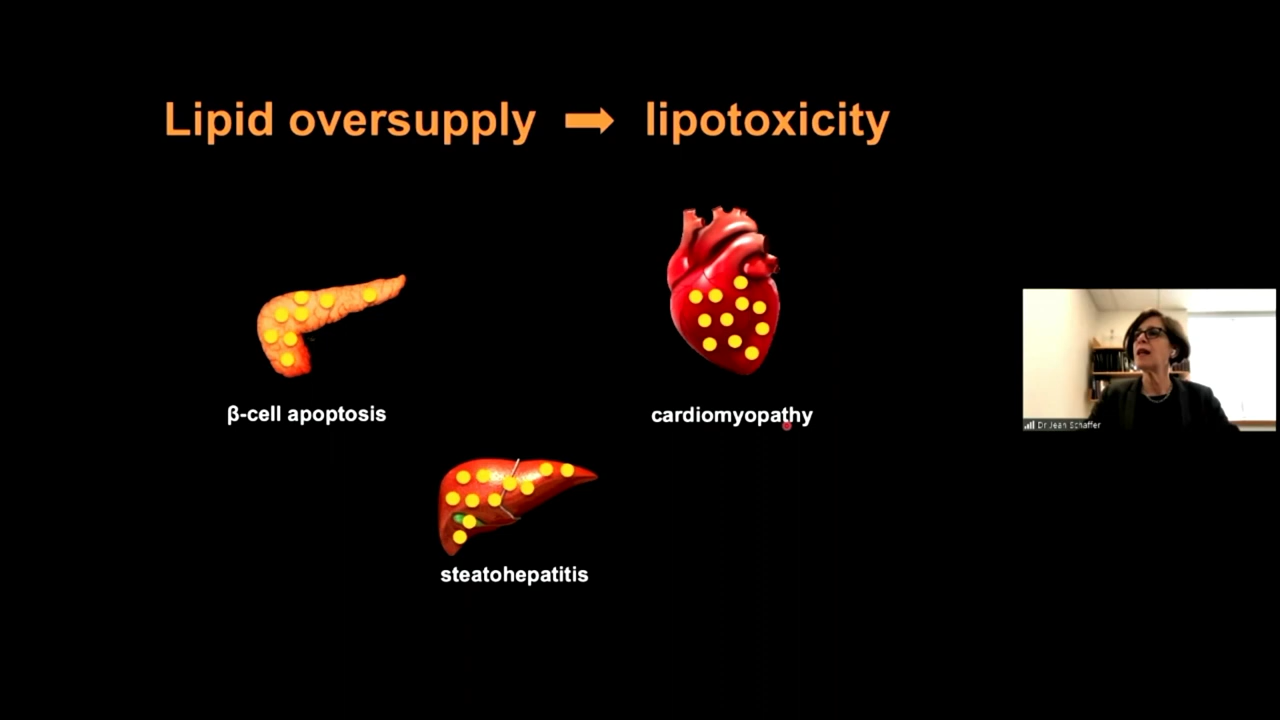 Lipid oversupply ➡ lipotoxicity
β-cell apoptosis
cardiomyopathy
steatohepatitis
Dr Jean Schaffer